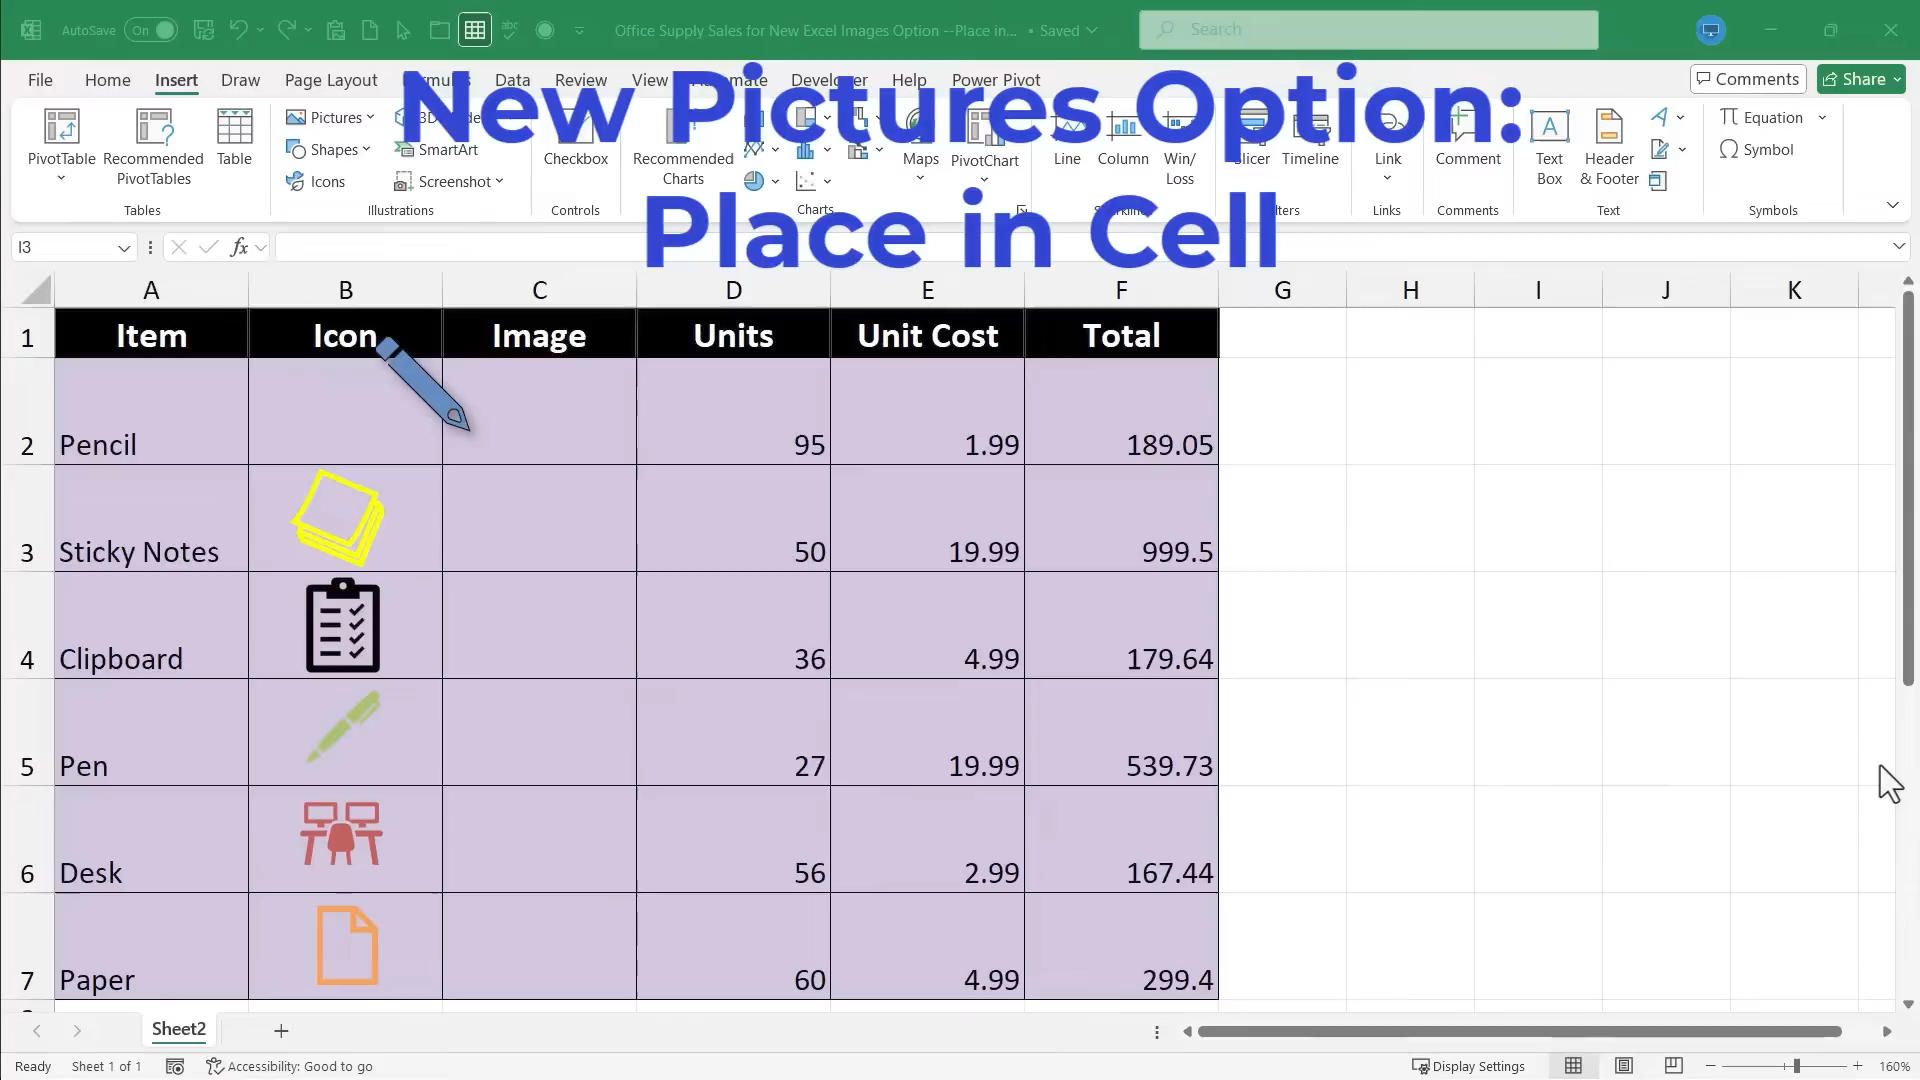 AutoSave On abc Office Supply Sales for New Excel Images Option --Place in... • Saved Search
File Home Insert Draw Page Layout Data Review View Developer Help Power Pivot Comments Share
New Pictures Option:
Place in Cell
PivotTable
Recommended
PivotTables
Table
Tables
Pictures
Shapes
Icons
SmartArt
Screenshot
Illustrations
Checkbox
Controls
Recommended
Charts
Maps
PivotChart
Charts
Line
Column
Win/
Loss
Slicer
Timeline
Link
Links
Comment
Comments
Text
Box
Header
& Footer
Text
Equation
Symbol
Symbols
I3 fx
A B C D E F G H I J K
1 Item Icon Image Units Unit Cost Total
2 Pencil 95 1.99 189.05
3 Sticky Notes 50 19.99 999.5
4 Clipboard 36 4.99 179.64
5 Pen 27 19.99 539.73
6 Desk 56 2.99 167.44
7 Paper 60 4.99 299.4
Sheet2
Ready Sheet 1 of 1 Accessibility: Good to go Display Settings 160%